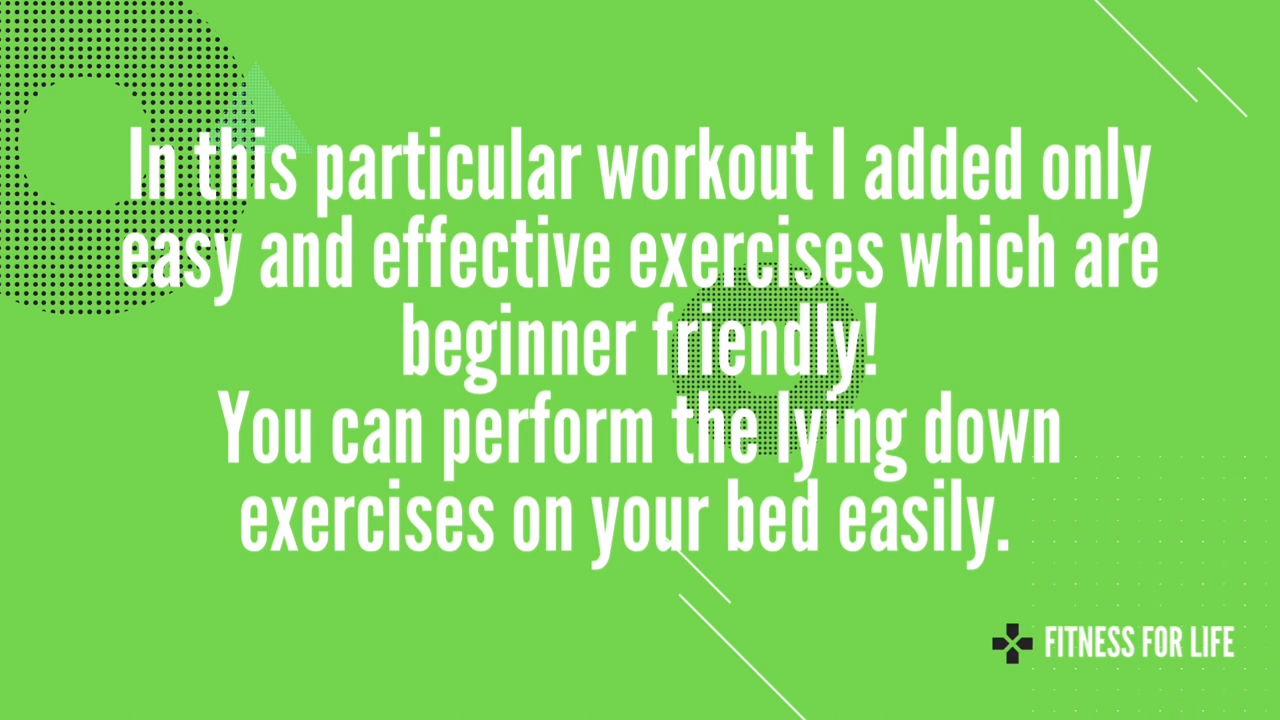 In this particular workout I added only
easy and effective exercises which are
beginner friendly!
You can perform the lying down
exercises on your bed easily.
FITNESS FOR LIFE